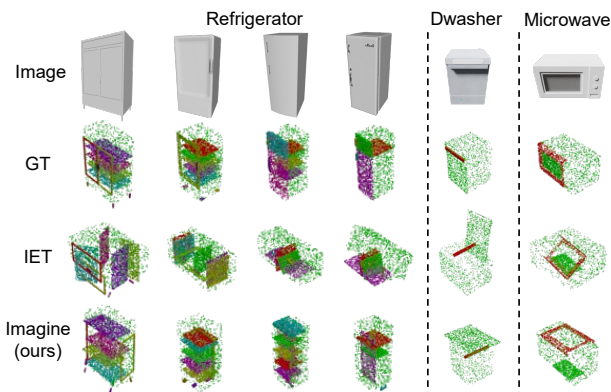 Refrigerator Dwasher Microwave
Image
GT
IET
Imagine
(ours)